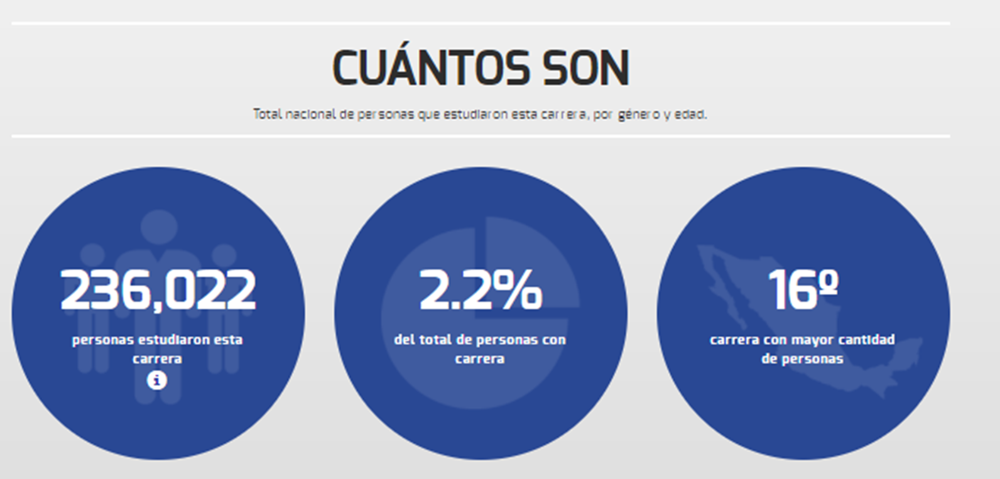 CUÁNTOS SON
Total nacional de personas que estudiaron esta carrera, por género y edad.
236,022
personas estudiaron esta
carrera
i
2.2%
del total de personas con
carrera
16º
carrera con mayor cantidad
de personas